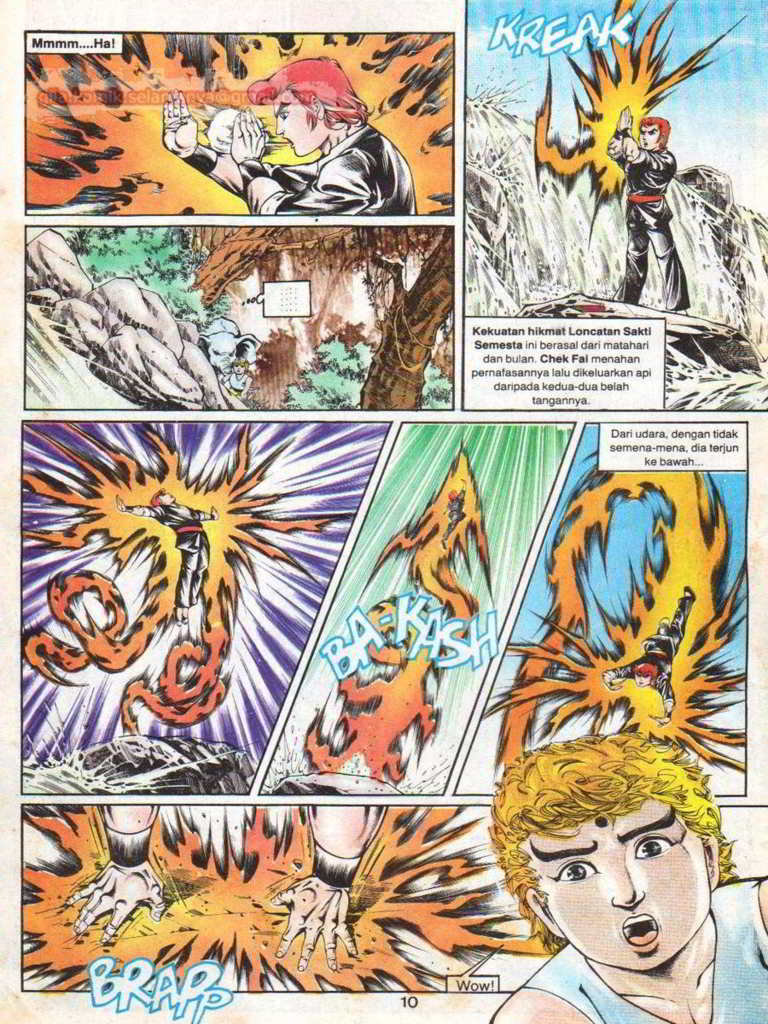 Mmmm....Ha!
KREAK
Kekuatan hikmat Loncatan Sakti
Semesta ini berasal dari matahari
dan bulan. Chek Fai menahan
pernafasannya lalu dikeluarkan api
daripada kedua-dua belah
tangannya.
Dari udara, dengan tidak
semena-mena, dia terjun
ke bawah...
BA-KASH
BRAPP
Wow!
10